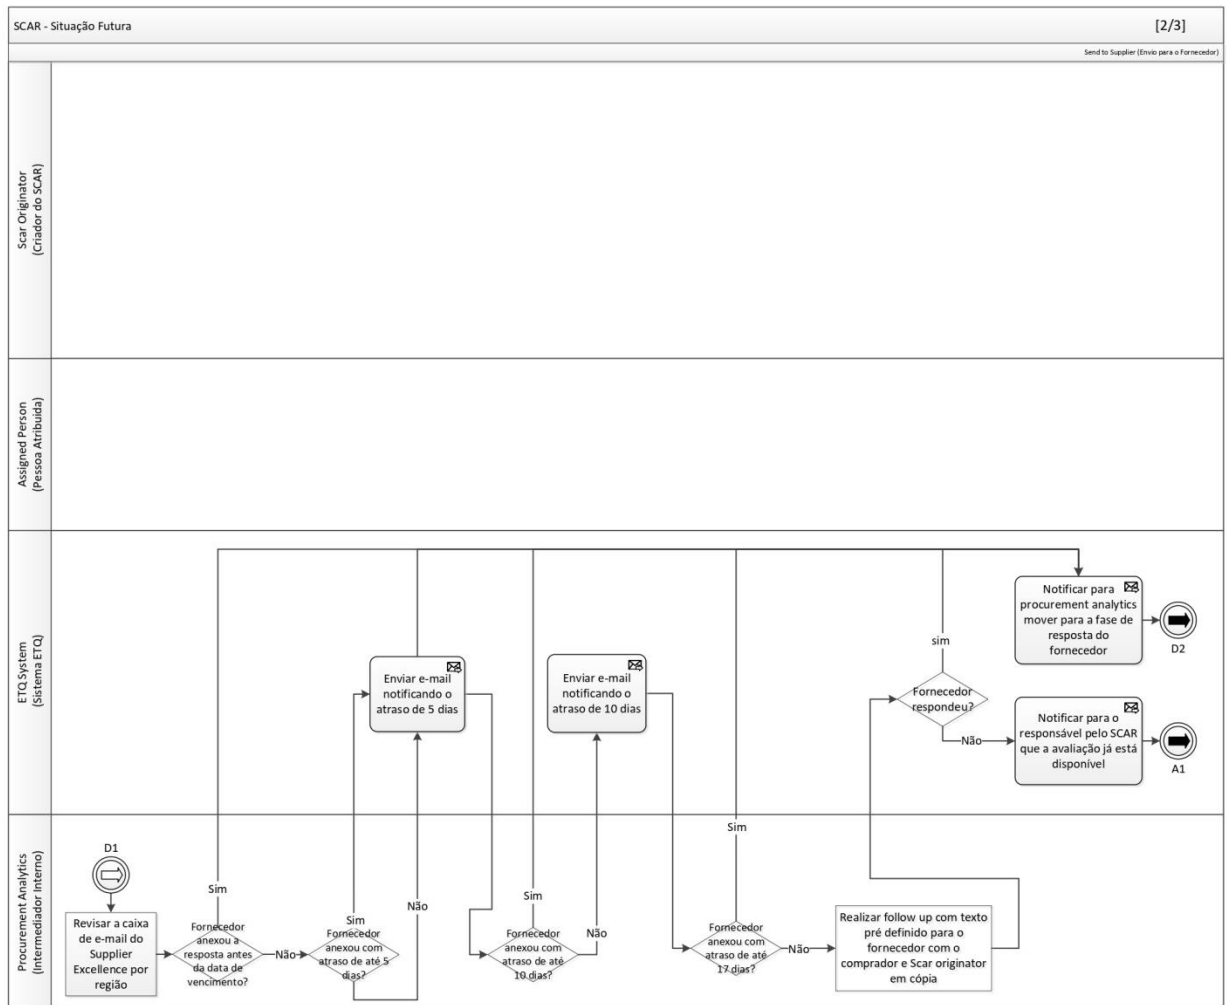 SCAR - Situação Futura
[2/3]
Send to Supplier (Envio para o Fornecedor)
Scar Originator
(Criador do SCAR)
Assigned Person
(Pessoa Atribuida)
ETQ System
(Sistema ETQ)
Enviar e-mail
notificando o
atraso de 5 dias
Enviar e-mail
notificando o
atraso de 10 dias
sim
Fornecedor
respondeu?
Não
Notificar para
procurement analytics
mover para a fase de
resposta do
fornecedor
D2
Notificar para o
responsável pelo SCAR
que a avaliação já está
disponível
A1
Procurement Analytics
(Intermediador Interno)
D1
Revisar a caixa
de e-mail do
Supplier
Excellence por
região
Sim
Fornecedor
anexou a
resposta antes
da data de
vencimento?
Não
Sim
Fornecedor
anexou com
atraso de até 5
dias?
Não
Sim
Fornecedor
anexou com
atraso de até
10 dias?
Não
Sim
Fornecedor
anexou com
atraso de até
17 dias?
Não
Realizar follow up com texto
pré definido para o
fornecedor com o
comprador e Scar originator
em cópia